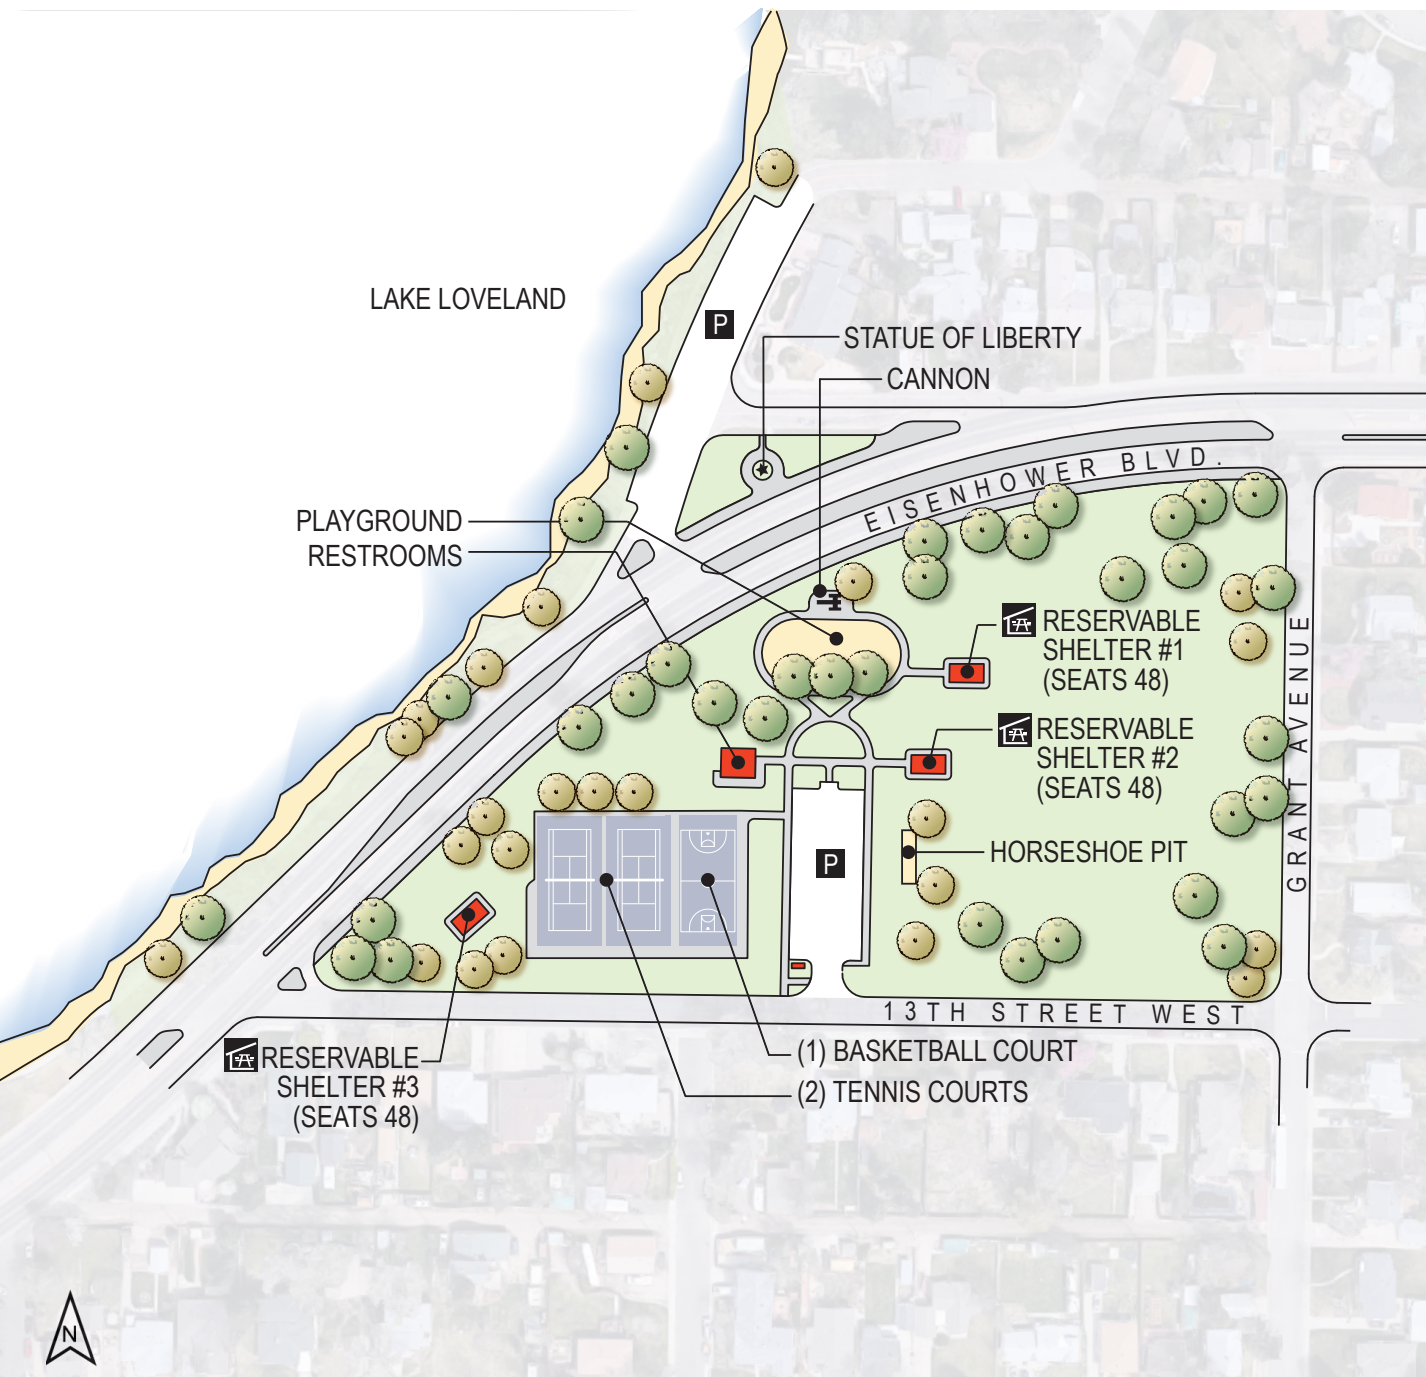 LAKE LOVELAND
P
STATUE OF LIBERTY
CANNON
EISENHOWER BLVD.
PLAYGROUND
RESTROOMS
RESERVABLE
SHELTER #1
(SEATS 48)
RESERVABLE
SHELTER #2
(SEATS 48)
GRANT AVENUE
HORSESHOE PIT
P
13TH STREET WEST
RESERVABLE
SHELTER #3
(SEATS 48)
(1) BASKETBALL COURT
(2) TENNIS COURTS
N